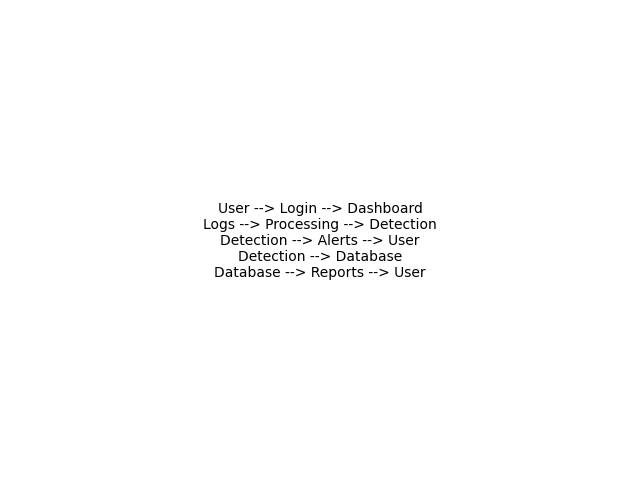 User --> Login --> Dashboard
Logs --> Processing --> Detection
Detection --> Alerts --> User
Detection --> Database
Database --> Reports --> User